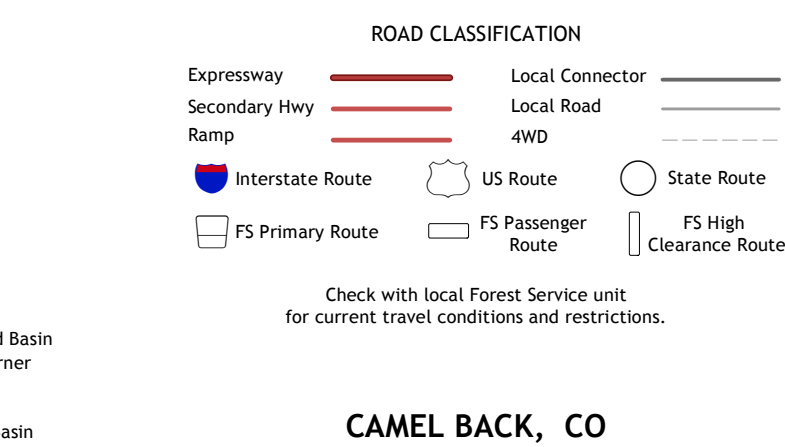 ROAD CLASSIFICATION
Expressway
Local Connector
Secondary Hwy
Local Road
Ramp
4WD
Interstate Route
US Route
State Route
FS Primary Route
FS Passenger
Route
FS High
Clearance Route
Check with local Forest Service unit
for current travel conditions and restrictions.
Basin
CAMEL BACK, CO